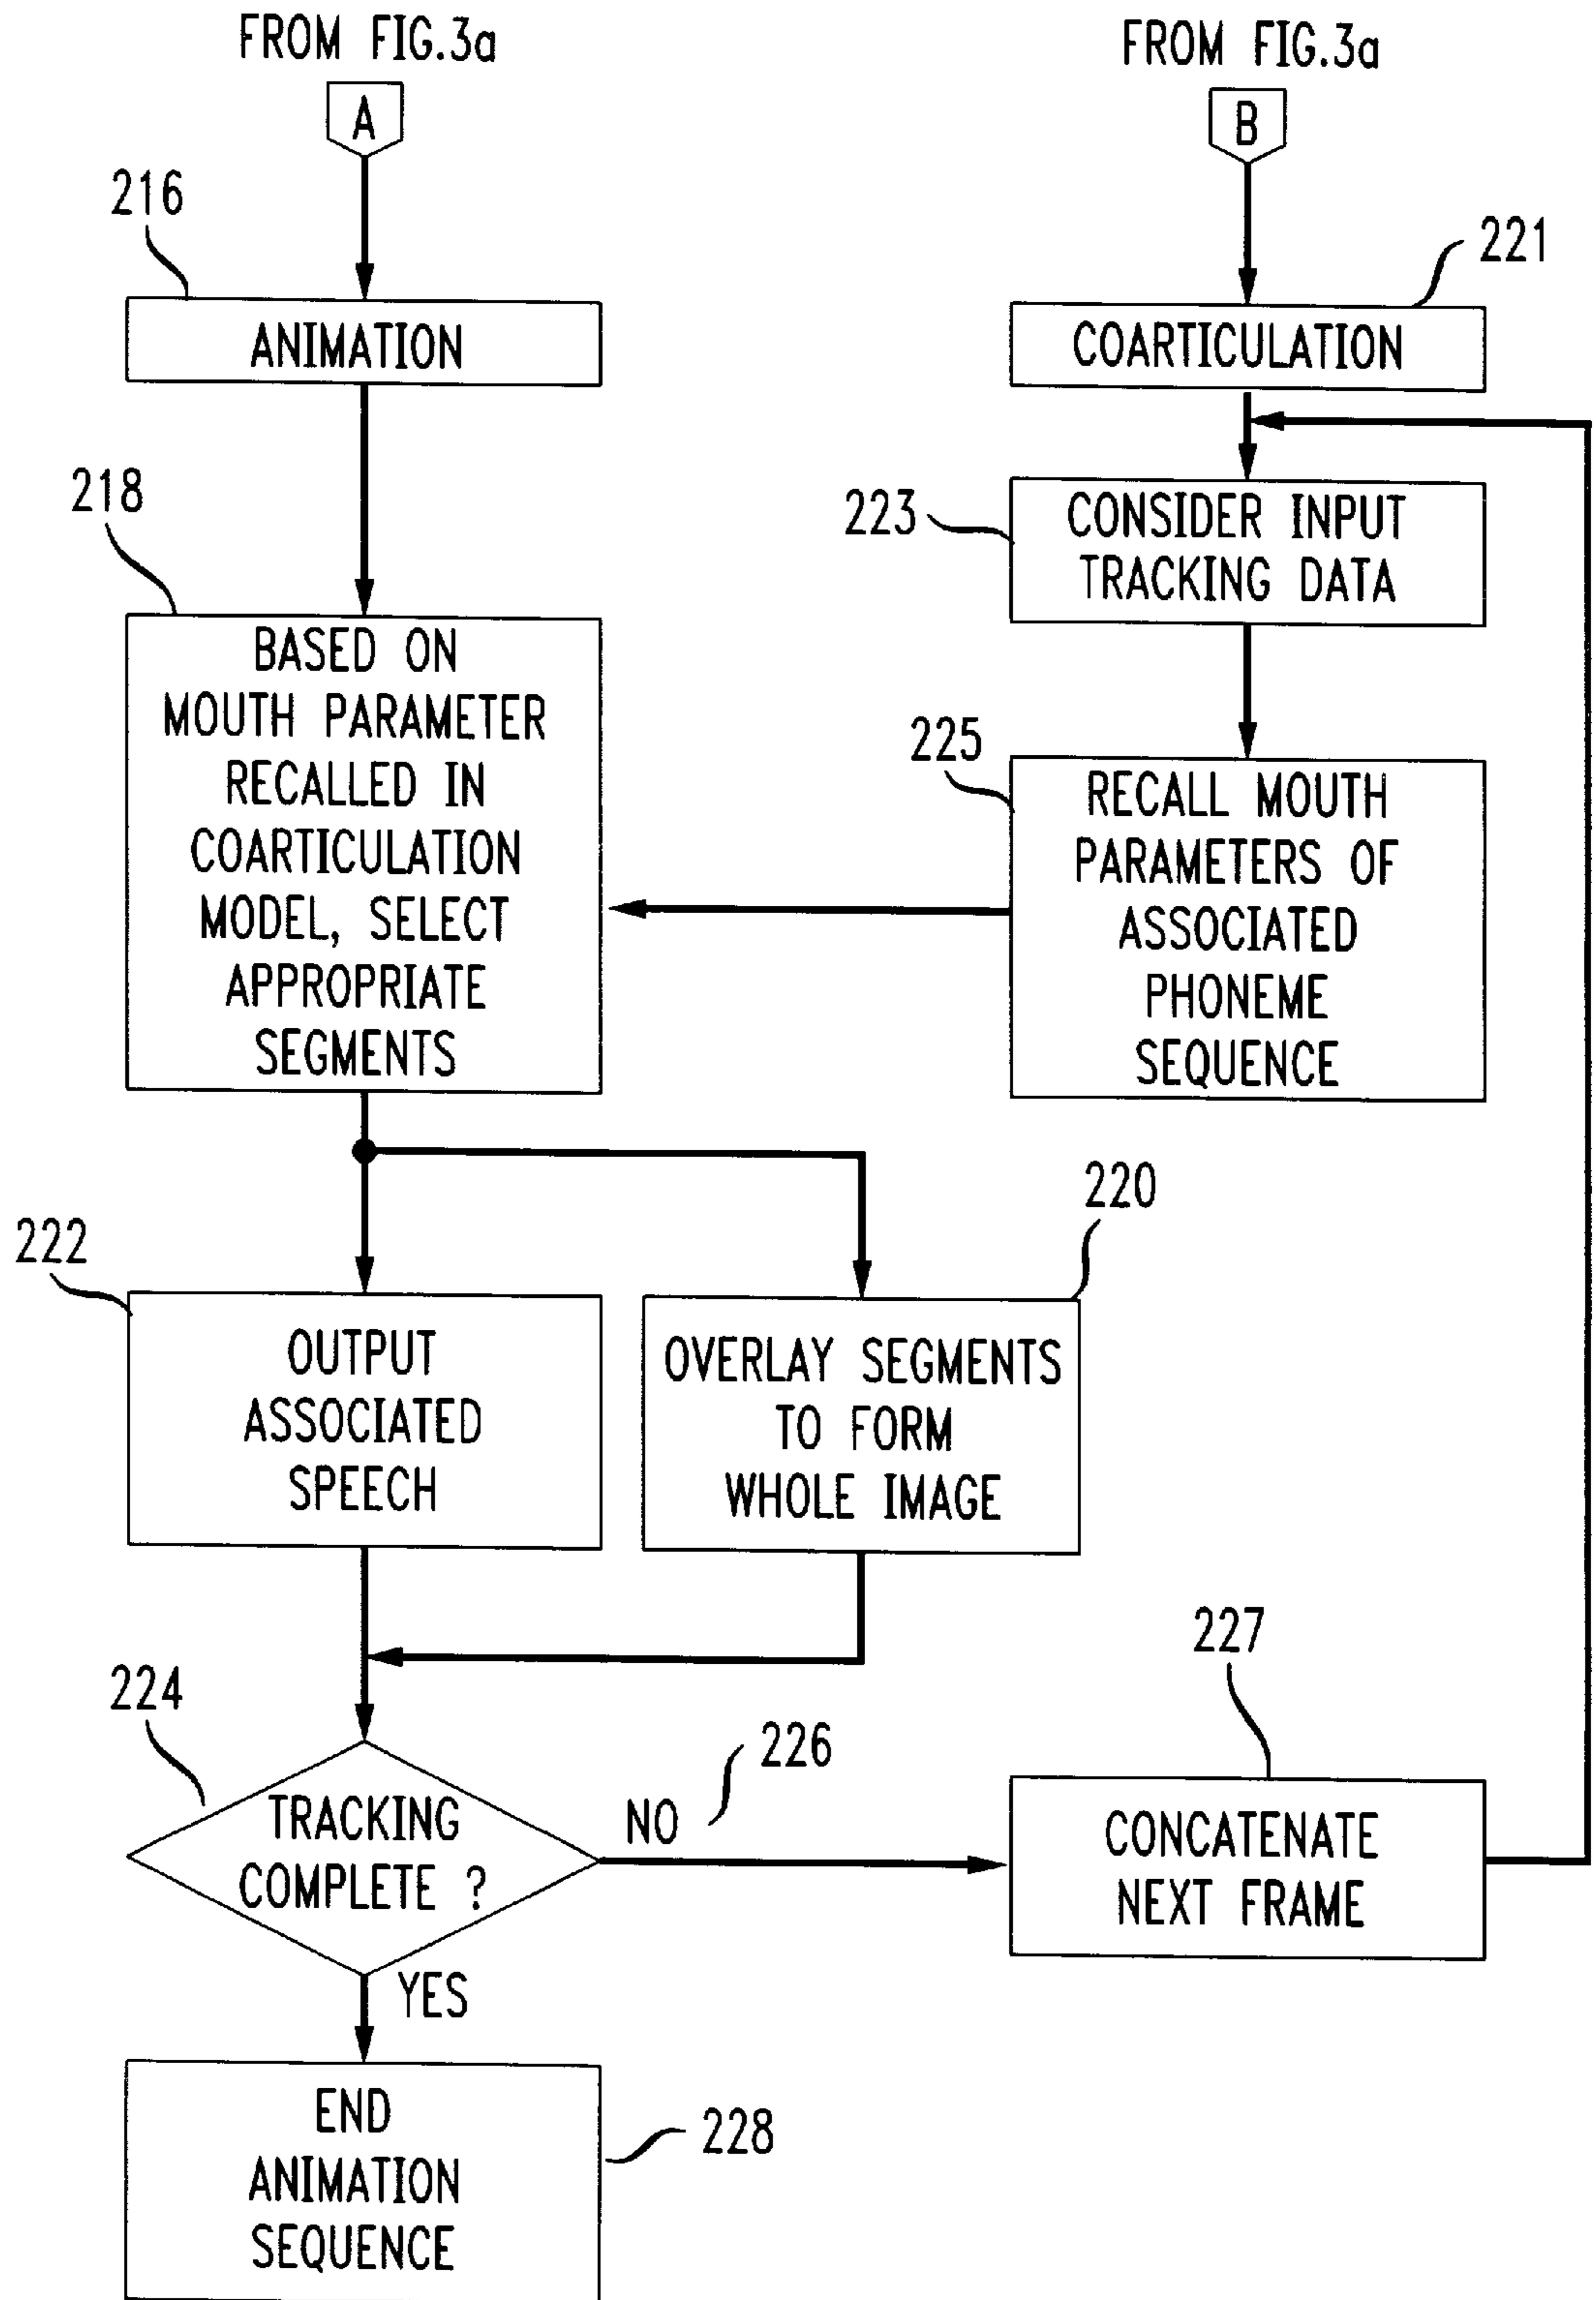 FROM FIG.3a
A
216
ANIMATION
218
BASED ON
MOUTH PARAMETER
RECALLED IN
COARTICULATION
MODEL, SELECT
APPROPRIATE
SEGMENTS
FROM FIG.3a
B
221
COARTICULATION
223
CONSIDER INPUT
TRACKING DATA
225
RECALL MOUTH
PARAMETERS OF
ASSOCIATED
PHONEME
SEQUENCE
222
OUTPUT
ASSOCIATED
SPEECH
220
OVERLAY SEGMENTS
TO FORM
WHOLE IMAGE
224
TRACKING
COMPLETE ?
NO
226
227
CONCATENATE
NEXT FRAME
YES
END
ANIMATION
SEQUENCE
228